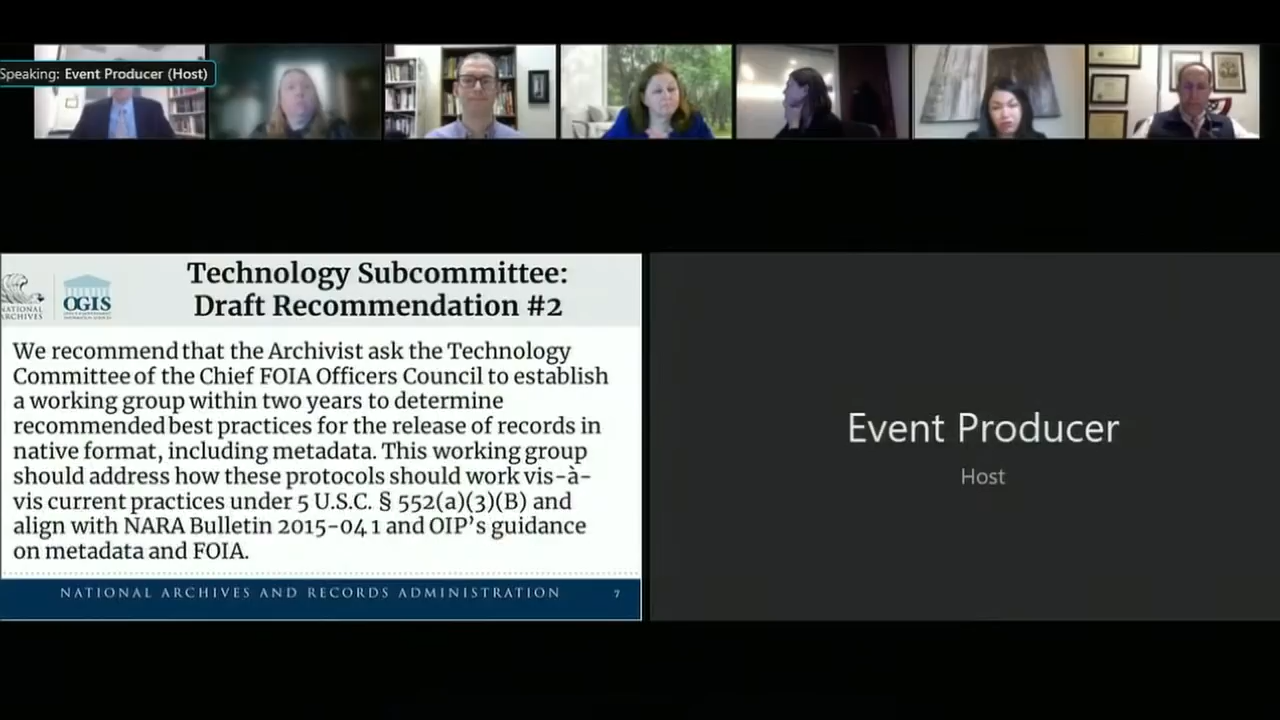 Speaking: Event Producer (Host)
NATIONAL
ARCHIVES
OGIS
Technology Subcommittee:
Draft Recommendation #2
We recommend that the Archivist ask the Technology
Committee of the Chief FOIA Officers Council to establish
a working group within two years to determine
recommended best practices for the release of records in
native format, including metadata. This working group
should address how these protocols should work vis-à-
vis current practices under 5 U.S.C. § 552(a)(3)(B) and
align with NARA Bulletin 2015-04 1 and OIP's guidance
on metadata and FOIA.
NATIONAL ARCHIVES AND RECORDS ADMINISTRATION
7
Event Producer
Host